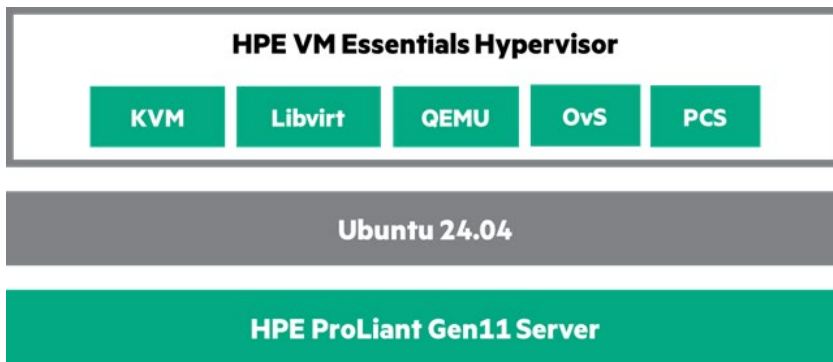 HPE VM Essentials Hypervisor
KVM Libvirt QEMU OvS PCS
Ubuntu 24.04
HPE ProLiant Gen11 Server